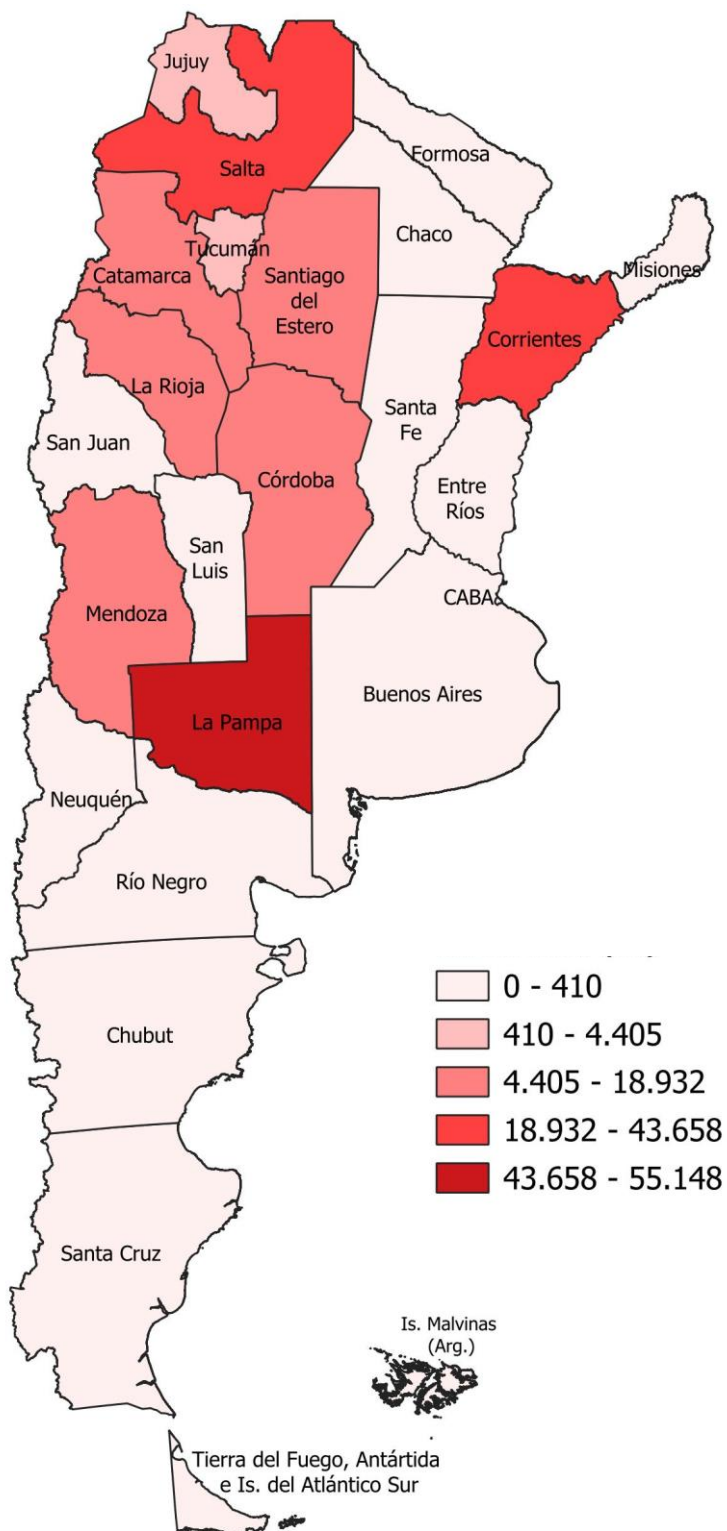 Jujuy
Salta
Formosa
Chaco
Misiones
Tucumán
Catamarca
Santiago
del
Estero
Corrientes
La Rioja
Santa
Fe
San Juan
Córdoba
Entre
Ríos
San
Luis
CABA
Mendoza
Buenos Aires
La Pampa
Neuquén
Río Negro
0 - 410
410 - 4.405
Chubut
4.405 - 18.932
18.932 - 43.658
43.658 - 55.148
Santa Cruz
Is. Malvinas
(Arg.)
Tierra del Fuego, Antártida
e Is. del Atlántico Sur